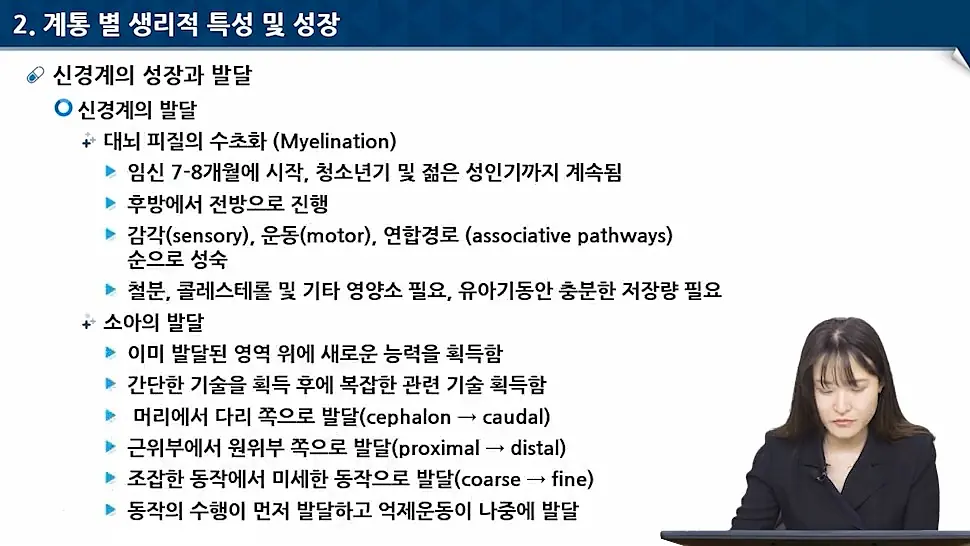 2. 계통 별 생리적 특성 및 성장
신경계의 성장과 발달
신경계의 발달
대뇌 피질의 수초화 (Myelination)
임신 7-8개월에 시작, 청소년기 및 젊은 성인기까지 계속됨
후방에서 전방으로 진행
감각(sensory), 운동(motor), 연합경로 (associative pathways)
순으로 성숙
철분, 콜레스테롤 및 기타 영양소 필요, 유아기동안 충분한 저장량 필요
소아의 발달
이미 발달된 영역 위에 새로운 능력을 획득함
간단한 기술을 획득 후에 복잡한 관련 기술 획득함
머리에서 다리 쪽으로 발달(cephalon → caudal)
근위부에서 원위부 쪽으로 발달(proximal → distal)
조잡한 동작에서 미세한 동작으로 발달(coarse → fine)
동작의 수행이 먼저 발달하고 억제운동이 나중에 발달